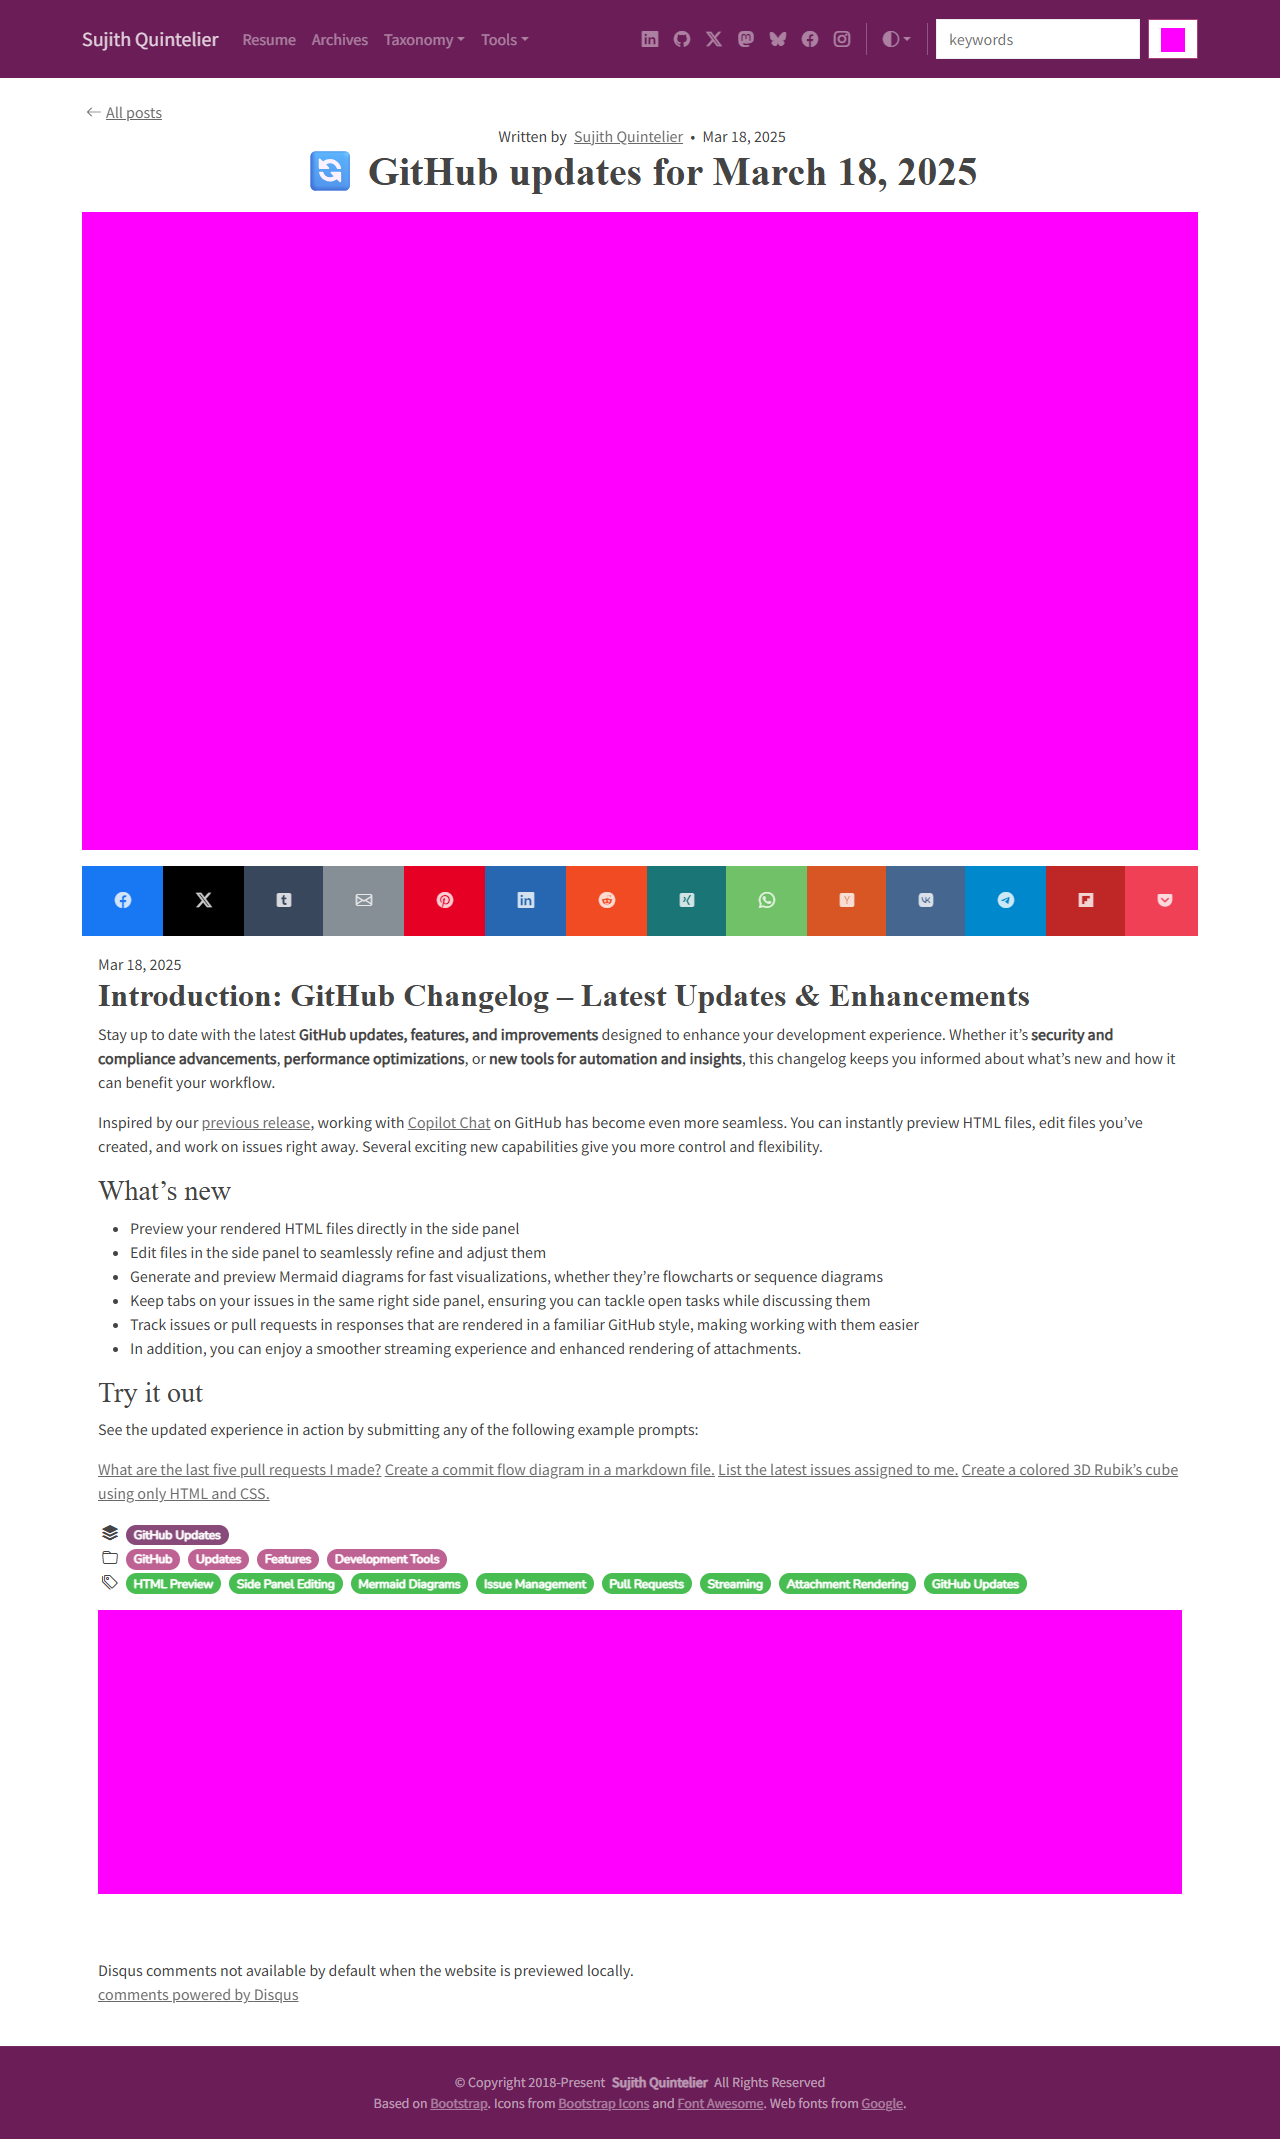 Sujith Quintelier Resume Archives Taxonomy Tools keywords
All posts
Written by Sujith Quintelier • Mar 18, 2025
GitHub updates for March 18, 2025
Mar 18, 2025
Introduction: GitHub Changelog – Latest Updates & Enhancements
Stay up to date with the latest GitHub updates, features, and improvements designed to enhance your development experience. Whether it’s security and
compliance advancements, performance optimizations, or new tools for automation and insights, this changelog keeps you informed about what’s new and how it
can benefit your workflow.
Inspired by our previous release, working with Copilot Chat on GitHub has become even more seamless. You can instantly preview HTML files, edit files you’ve
created, and work on issues right away. Several exciting new capabilities give you more control and flexibility.
What’s new
• Preview your rendered HTML files directly in the side panel
• Edit files in the side panel to seamlessly refine and adjust them
• Generate and preview Mermaid diagrams for fast visualizations, whether they’re flowcharts or sequence diagrams
• Keep tabs on your issues in the same right side panel, ensuring you can tackle open tasks while discussing them
• Track issues or pull requests in responses that are rendered in a familiar GitHub style, making working with them easier
• In addition, you can enjoy a smoother streaming experience and enhanced rendering of attachments.
Try it out
See the updated experience in action by submitting any of the following example prompts:
What are the last five pull requests I made? Create a commit flow diagram in a markdown file. List the latest issues assigned to me. Create a colored 3D Rubik’s cube
using only HTML and CSS.
GitHub Updates
GitHub Updates Features Development Tools
HTML Preview Side Panel Editing Mermaid Diagrams Issue Management Pull Requests Streaming Attachment Rendering GitHub Updates
Disqus comments not available by default when the website is previewed locally.
comments powered by Disqus
© Copyright 2018-Present Sujith Quintelier All Rights Reserved
Based on Bootstrap. Icons from Bootstrap Icons and Font Awesome. Web fonts from Google.